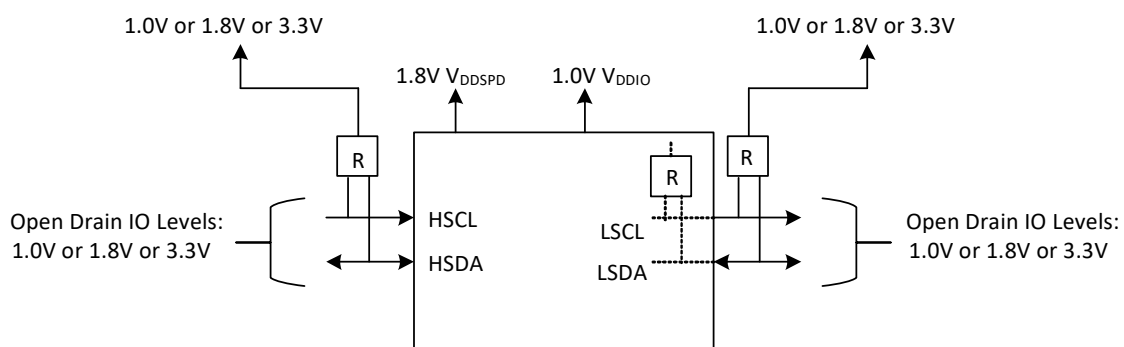 1.0V or 1.8V or 3.3V
1.0V or 1.8V or 3.3V
1.8V VDDSPD
1.0V VDDIO
R
R
R
Open Drain IO Levels:
1.0V or 1.8V or 3.3V
HSCL
HSDA
LSCL
LSDA
Open Drain IO Levels:
1.0V or 1.8V or 3.3V